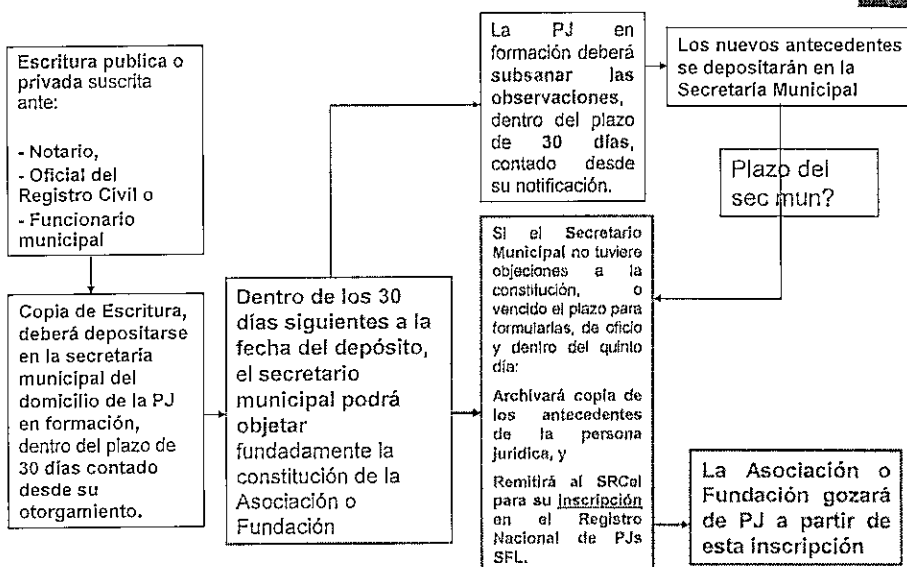 Escritura publica o
privada suscrita
ante:
- Notario,
- Oficial del
Registro Civil o
- Funcionario
municipal
Copia de Escritura,
deberá depositarse
en la secretaría
municipal del
domicilio de la PJ
en formación,
dentro del plazo de
30 días contado
desde su
otorgamiento.
Dentro de los 30
días siguientes a la
fecha del depósito,
el secretario
municipal podrá
objetar
fundadamente la
constitución de la
Asociación o
Fundación
La PJ en
formación deberá
subsanar las
observaciones,
dentro del plazo
de 30 días,
contado desde
su notificación.
Los nuevos antecedentes
se depositarán en la
Secretaría Municipal
Plazo del
sec mun?
Si el Secretario
Municipal no tuviere
objeciones a la
constitución, o
vencido el plazo para
formularlas, de oficio
y dentro del quinto
día:
Archivará copia de
los antecedentes
de la persona
jurídica, y
Remitirá al SRCeI
para su inscripción
en el Registro
Nacional de PJs
SFL.
La Asociación o
Fundación gozará
de PJ a partir de
esta inscripción